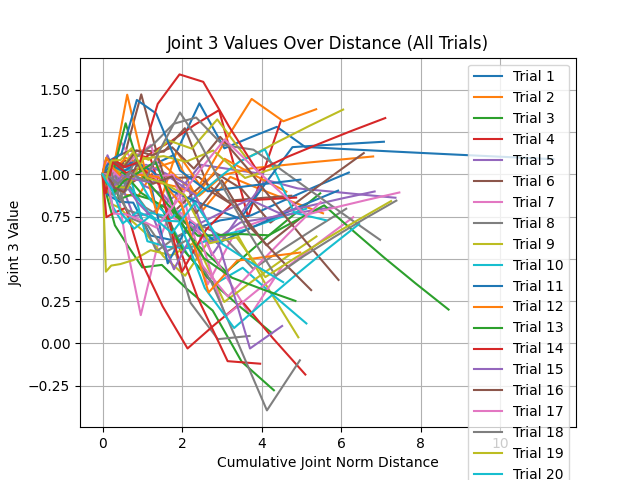 Joint 3 Values Over Distance (All Trials)
Joint 3 Value
1.50
1.25
1.00
0.75
0.50
0.25
0.00
−0.25
0
2
4
6
8
10
Cumulative Joint Norm Distance
Trial 1
Trial 2
Trial 3
Trial 4
Trial 5
Trial 6
Trial 7
Trial 8
Trial 9
Trial 10
Trial 11
Trial 12
Trial 13
Trial 14
Trial 15
Trial 16
Trial 17
Trial 18
Trial 19
Trial 20